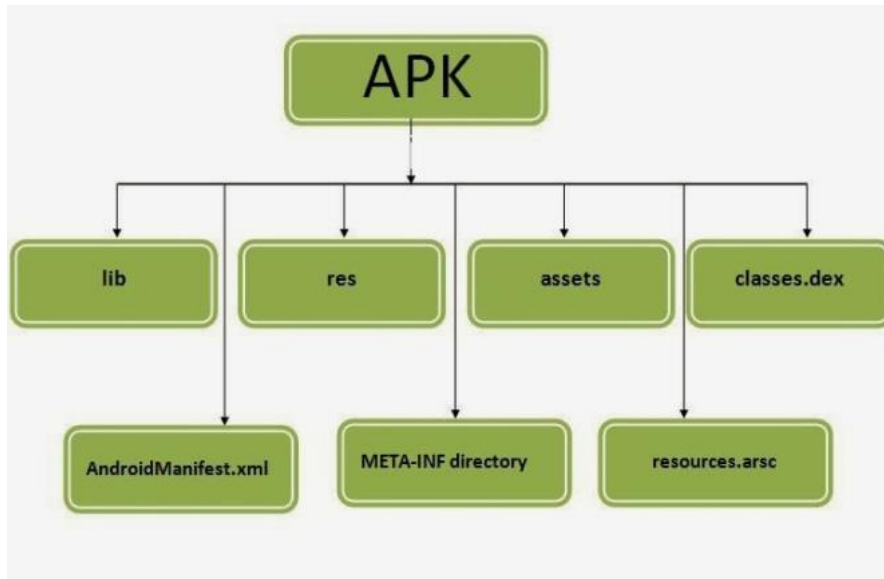 APK
lib
res
assets
classes.dex
AndroidManifest.xml
META-INF directory
resources.arsc